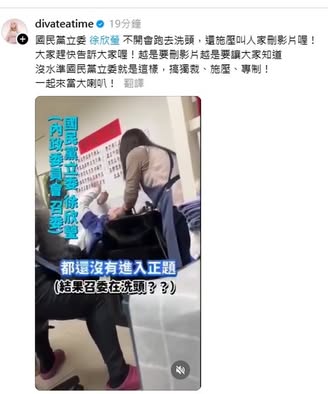 divateatime 19分鐘
國民黨立委 徐欣瑩 不開會跑去洗頭，還施壓叫人家刪影片喔！
大家趕快告訴大家喔！越是要刪影片越是要讓大家知道
沒水準國民黨立委就是這樣，搞獨裁、施壓、專制！
一起來當大喇叭！ 翻譯
國民黨立委 徐欣瑩
(內政委員會 召委)
都還沒有進入正題
(結果召委在洗頭？？)